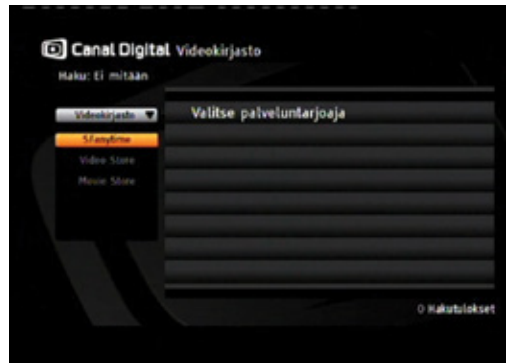 Canal Digital Videokirjasto
Haku: Ei mitään
Videokirjasto
Valitse palveluntarjoaja
SFanytime
Video Store
Movie Store
0 Hakutulokset